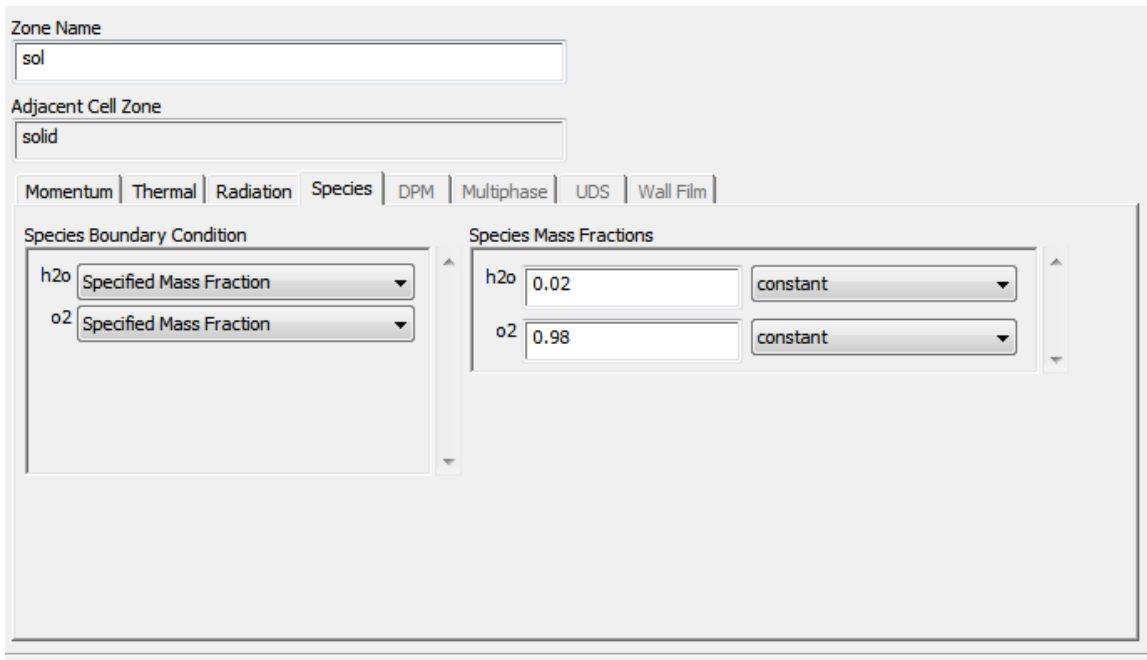 Zone Name
sol
Adjacent Cell Zone
solid
Momentum Thermal Radiation Species DPM Multiphase UDS Wall Film
Species Boundary Condition
h2o Specified Mass Fraction
o2 Specified Mass Fraction
Species Mass Fractions
h2o 0.02 constant
o2 0.98 constant